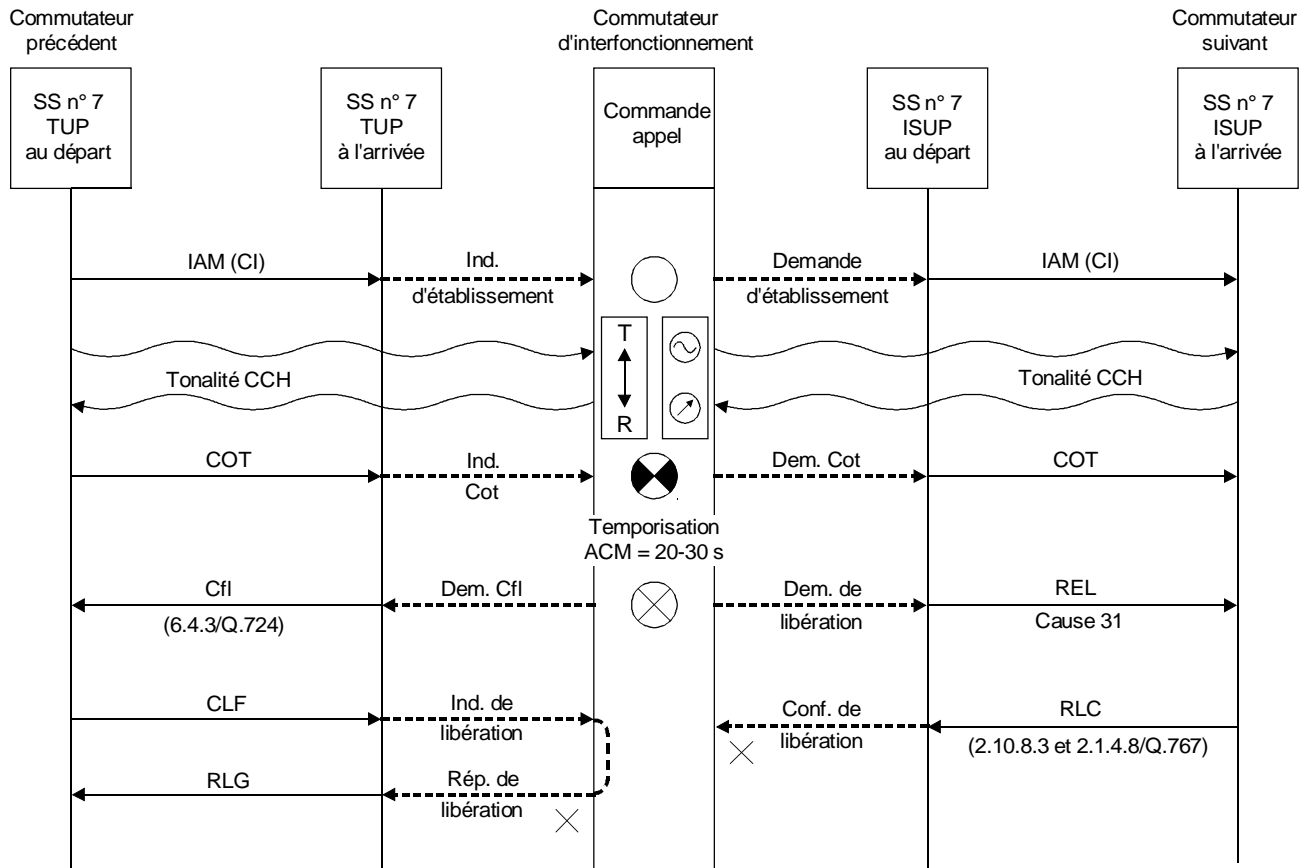 Commutateur
précédent
Commutateur
d'interfonctionnement
Commutateur
suivant
SS n° 7
TUP
au départ
SS n° 7
TUP
à l'arrivée
Commande
appel
SS n° 7
ISUP
au départ
SS n° 7
ISUP
à l'arrivée
IAM (CI)
Ind.
d'établissement
Demande
d'établissement
IAM (CI)
T
R
Tonalité CCH
Tonalité CCH
COT
Ind.
Cot
Dem. Cot
COT
Temporisation
ACM = 20-30 s
Cfl
(6.4.3/Q.724)
Dem. Cfl
Dem. de
libération
REL
Cause 31
CLF
Ind. de
libération
Conf. de
libération
RLC
(2.10.8.3 et 2.1.4.8/Q.767)
RLG
Rép. de
libération